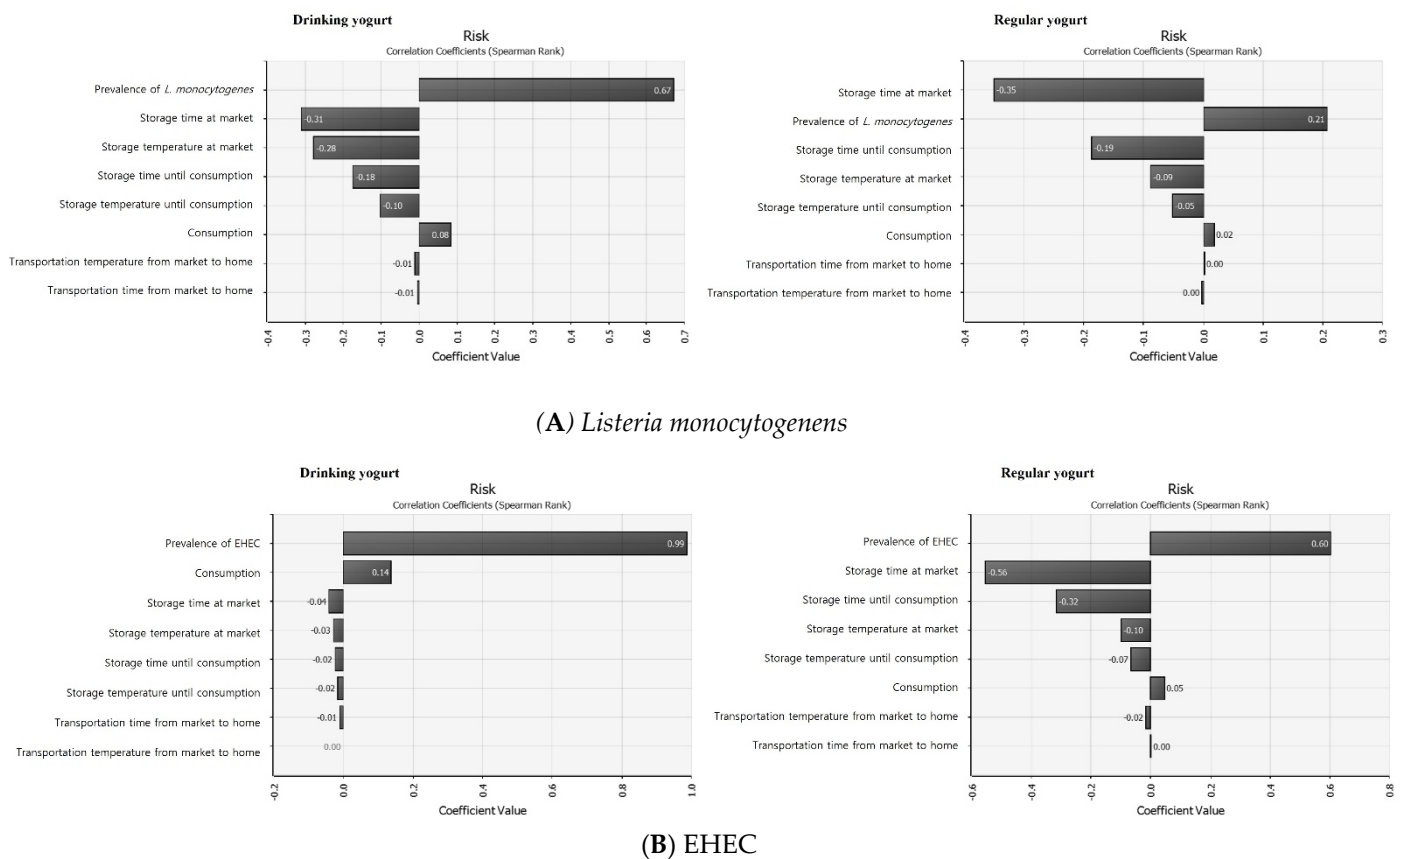 Drinking yogurt
Risk
Correlation Coefficients (Spearman Rank)
Prevalence of L. monocytogenes
0.67
Storage time at market
-0.31
Storage temperature at market
-0.28
Storage time until consumption
-0.18
Storage temperature until consumption
-0.10
Consumption
0.08
Transportation temperature from market to home
-0.01
Transportation time from market to home
-0.01
-0.4
-0.3
-0.2
-0.1
0.0
0.1
0.2
0.3
0.4
0.5
0.6
0.7
Coefficient Value
Regular yogurt
Risk
Correlation Coefficients (Spearman Rank)
Storage time at market
-0.35
Prevalence of L. monocytogenes
0.21
Storage time until consumption
-0.19
Storage temperature at market
-0.09
Storage temperature until consumption
-0.05
Consumption
0.02
Transportation time from market to home
0.00
Transportation temperature from market to home
0.00
-0.4
-0.3
-0.2
-0.1
0.0
0.1
0.2
0.3
Coefficient Value
(A) Listeria monocytogenens
Drinking yogurt
Risk
Correlation Coefficients (Spearman Rank)
Prevalence of EHEC
0.99
Consumption
0.14
Storage time at market
-0.04
Storage temperature at market
-0.03
Storage time until consumption
-0.02
Storage temperature until consumption
-0.02
Transportation time from market to home
-0.01
Transportation temperature from market to home
0.00
-0.2
0.0
0.2
0.4
0.6
0.8
1.0
Coefficient Value
Regular yogurt
Risk
Correlation Coefficients (Spearman Rank)
Prevalence of EHEC
0.60
Storage time at market
-0.56
Storage time until consumption
-0.32
Storage temperature at market
-0.10
Storage temperature until consumption
-0.07
Consumption
0.05
Transportation temperature from market to home
-0.02
Transportation time from market to home
0.00
-0.6
-0.4
-0.2
0.0
0.2
0.4
0.6
0.8
Coefficient Value
(B) EHEC